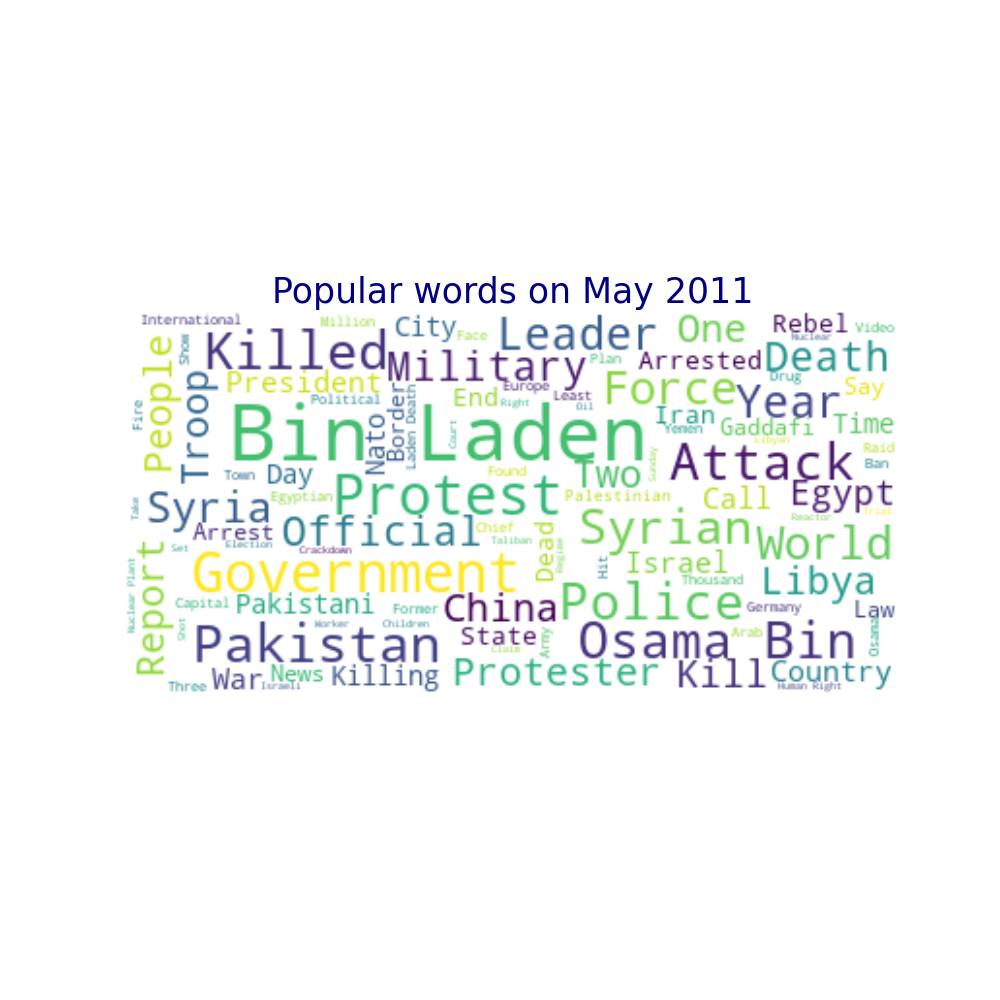 Popular words on May 2011
International
Million
City
Face
Leader
One
Rebel
Video
Nuclear
Show
Killed
Military
Plan
Arrested
Death
People
Troop
President
Political
Border
Laden Death
End
Europe
Right
Least
Oil
Force
Drug
Year
Say
Fire
Nato
Bin Laden
Court
Iran
Yemen
Gaddafi
Libyan
Time
Raid
Ban
Town
Day
Found
Two
Sunday
Attack
Take
Syria
Egyptian
Protest
Palestinian
Call
Egypt
Trial
Reactor
Arrest
Official
Chief
Taliban
Syrian
World
Set
Election
Crackdown
Dead
Regime
Hit
Israel
Thousand
Libya
Nuclear Plant
Report
Government
Capital
Pakistani
Former
China
Police
Germany
Law
Shot
Worker
Children
State
Claim
Army
Osama Bin
Arab
Osama
Pakistan
Three
War
Israeli
News
Killing
Protester
Kill
Country
Human Right